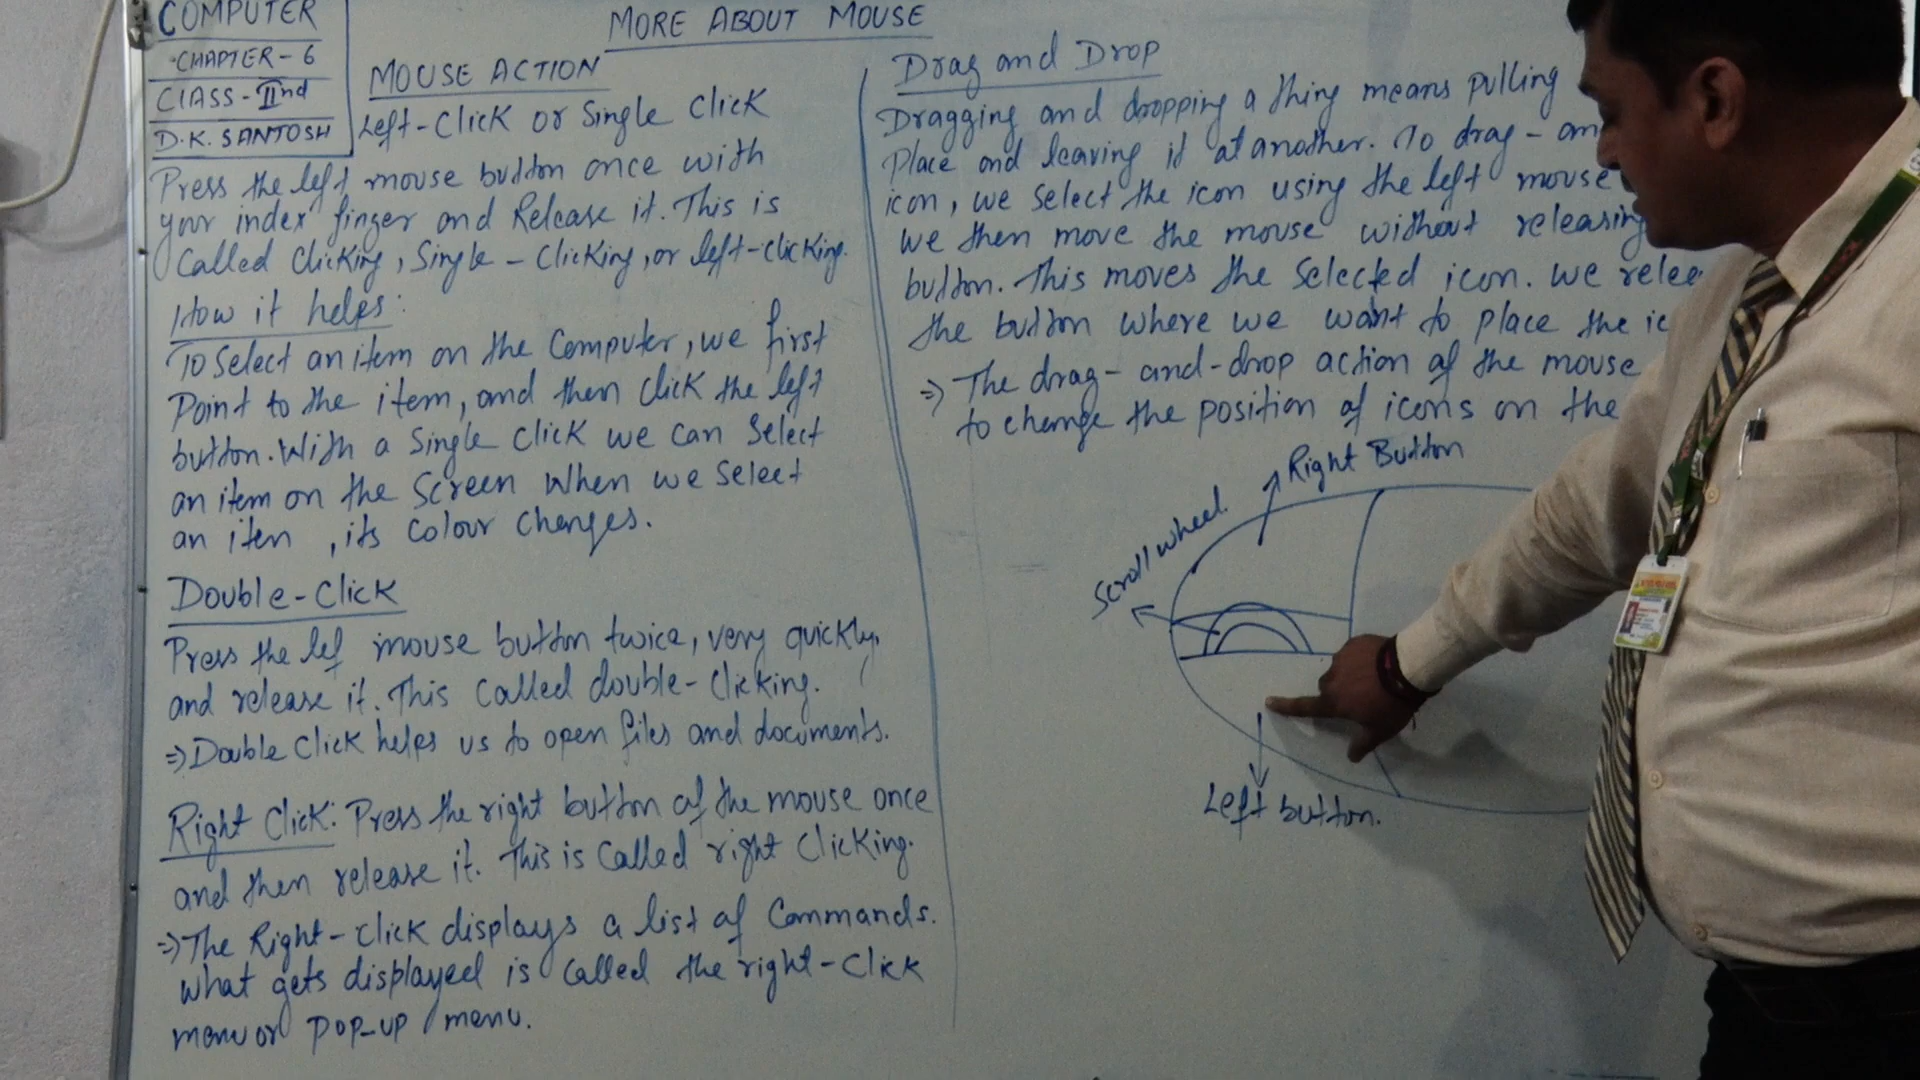 COMPUTER
CHAPTER-6
CLASS-IInd
D.K. SANTOSH
MORE ABOUT MOUSE
MOUSE ACTION
Left-Click or Single Click
Press the left mouse button once with
your index finger and Release it. This is
Called Clicking, Single-Clicking, or left-clicking.
How it helps:
To Select an item on the Computer, we first
Point to the item, and then Click the left
button. With a Single Click we can Select
an item on the Screen When we Select
an iten , its Colour Changes.
Double-Click
Press the lef mouse button twice, very quickly,
and release it. This Called double-Clicking.
=> Double Click helps us to open files and documents.
Right Click: Press the right button of the mouse once
and then release it. This is Called right Clicking.
=> The Right-Click displays a list of Commands.
what gets displayed is Called the right-Click
menu or Pop-up menu.
Drag and Drop
Dragging and dropping a thing means pulling
Place and leaving it at another. To drag-an
icon, we Select the icon using the left mouse
We then move the mouse without releasing
button. This moves the Selected icon. we relea
the button where we want to place the ic
=> The drag-and-drop action of the mouse
to change the position of icons on the
Right Button
Scroll wheel.
Left button.